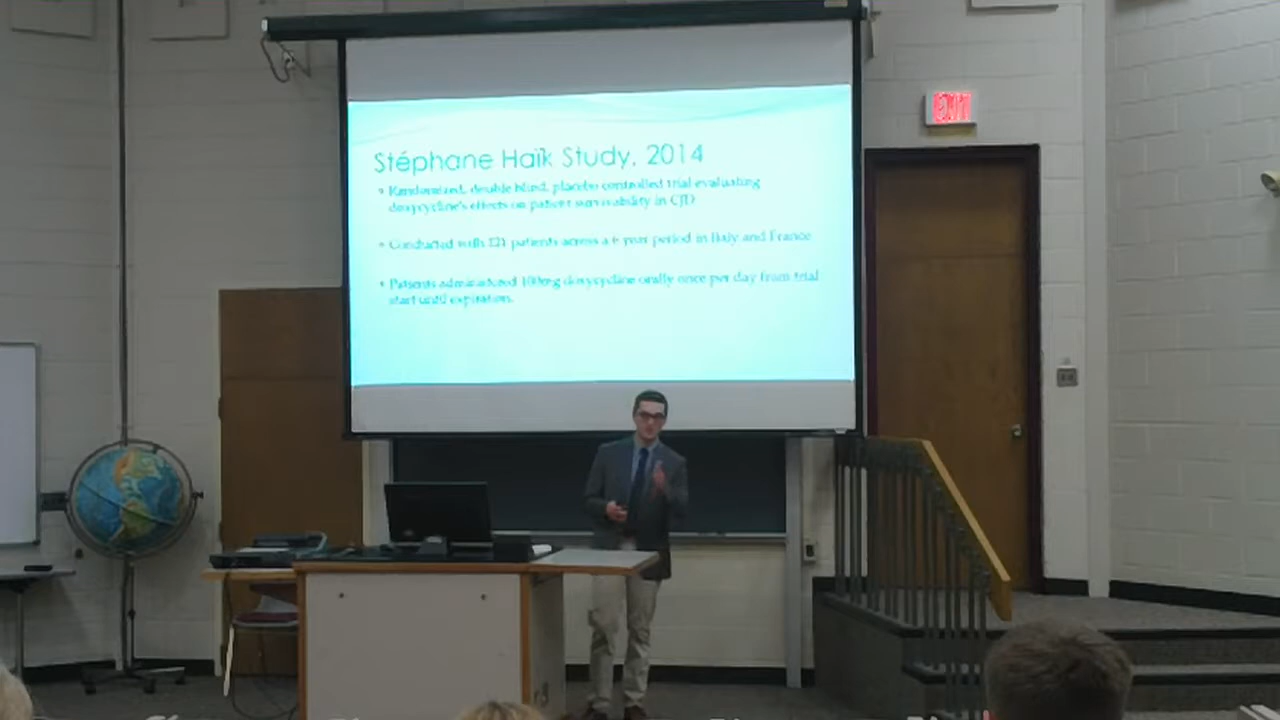 EXIT
Stéphane Haïk Study, 2014
• Randomized, double blind, placebo controlled trial evaluating
doxycycline's effects on patient survivability in CJD
• Conducted with 121 patients across a 6 year period in Italy and France
• Patients administered 100mg doxycycline orally once per day from trial
start until expiration.